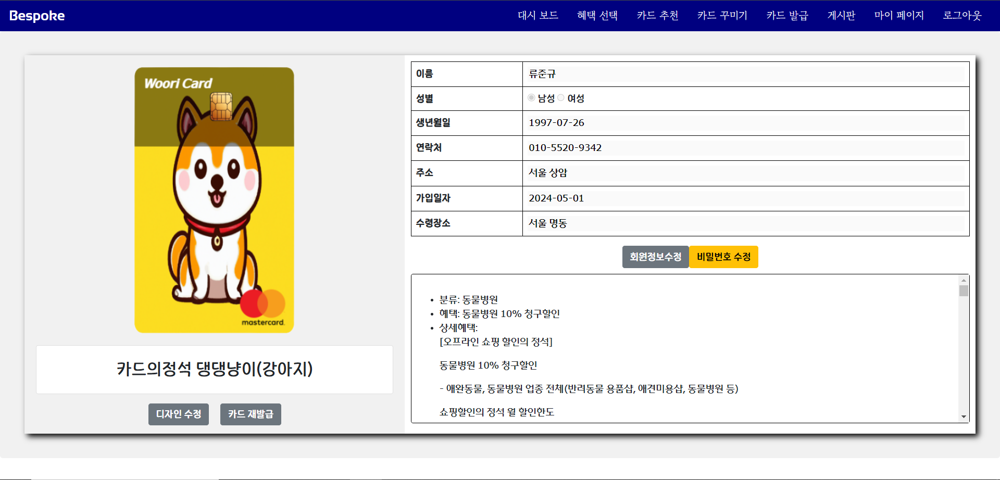 Bespoke
대시 보드 혜택 선택 카드 추천 카드 꾸미기 카드 발급 게시판 마이 페이지 로그아웃
Woori Card
mastercard.
카드의정석 댕댕냥이(강아지)
디자인 수정 카드 재발급
이름 류준규
성별 남성 여성
생년월일 1997-07-26
연락처 010-5520-9342
주소 서울 상암
가입일자 2024-05-01
수령장소 서울 명동
회원정보수정 비밀번호 수정
• 분류: 동물병원
• 혜택: 동물병원 10% 청구할인
• 상세혜택:
[오프라인 쇼핑 할인의 정석]
동물병원 10% 청구할인
- 애완동물, 동물병원 업종 전체(반려동물 용품샵, 애견미용샵, 동물병원 등)
쇼핑할인의 정석 월 할인한도